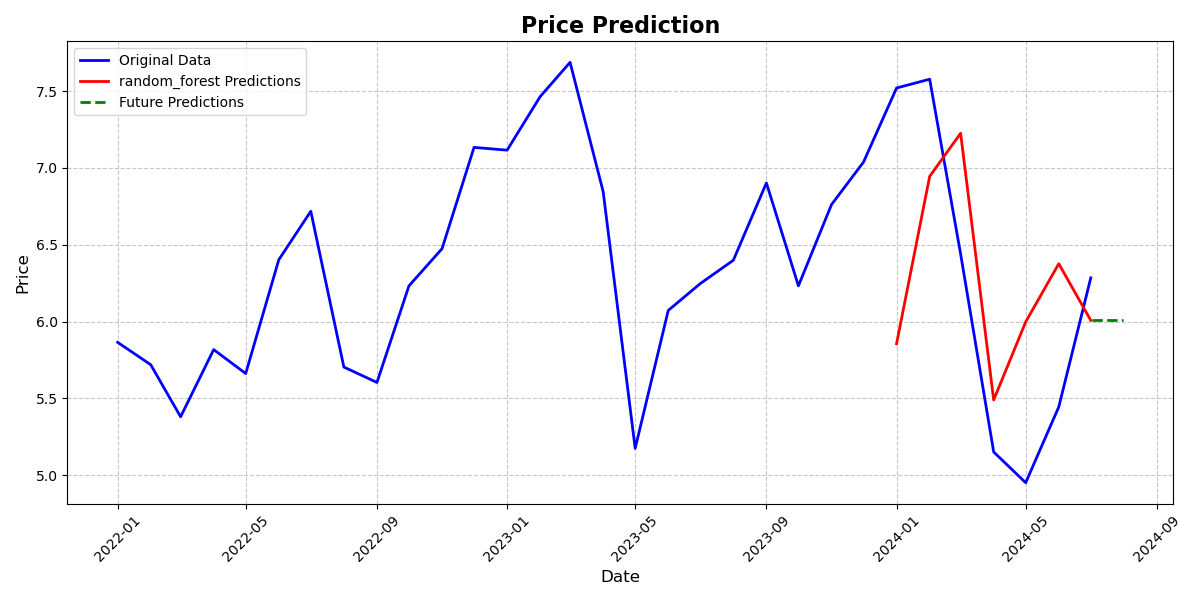 Price Prediction
Original Data
random_forest Predictions
Future Predictions
Price
7.5
7.0
6.5
6.0
5.5
5.0
2022-01
2022-05
2022-09
2023-01
2023-05
2023-09
2024-01
2024-05
2024-09
Date